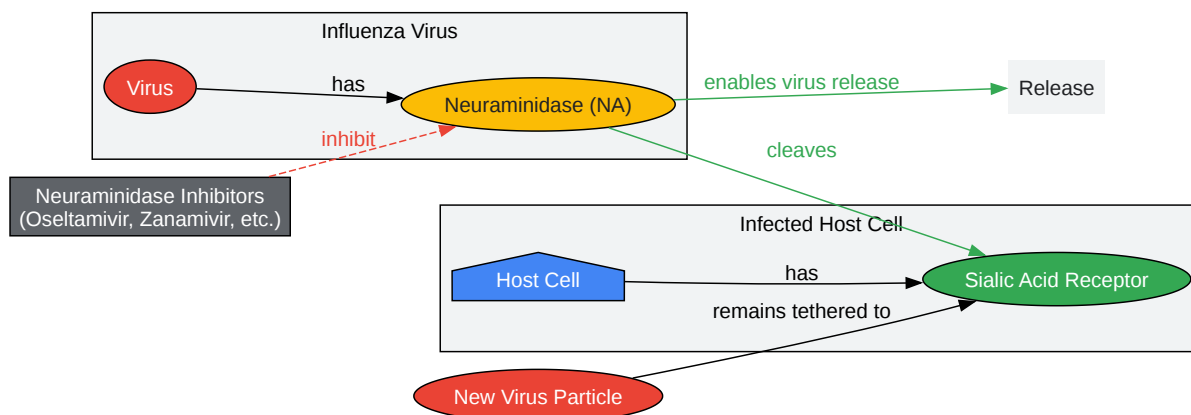 Influenza Virus
Virus
has
Neuraminidase (NA)
enables virus release
Release
inhibit
cleaves
Neuraminidase Inhibitors
(Oseltamivir, Zanamivir, etc.)
Infected Host Cell
Host Cell
has
Sialic Acid Receptor
remains tethered to
New Virus Particle